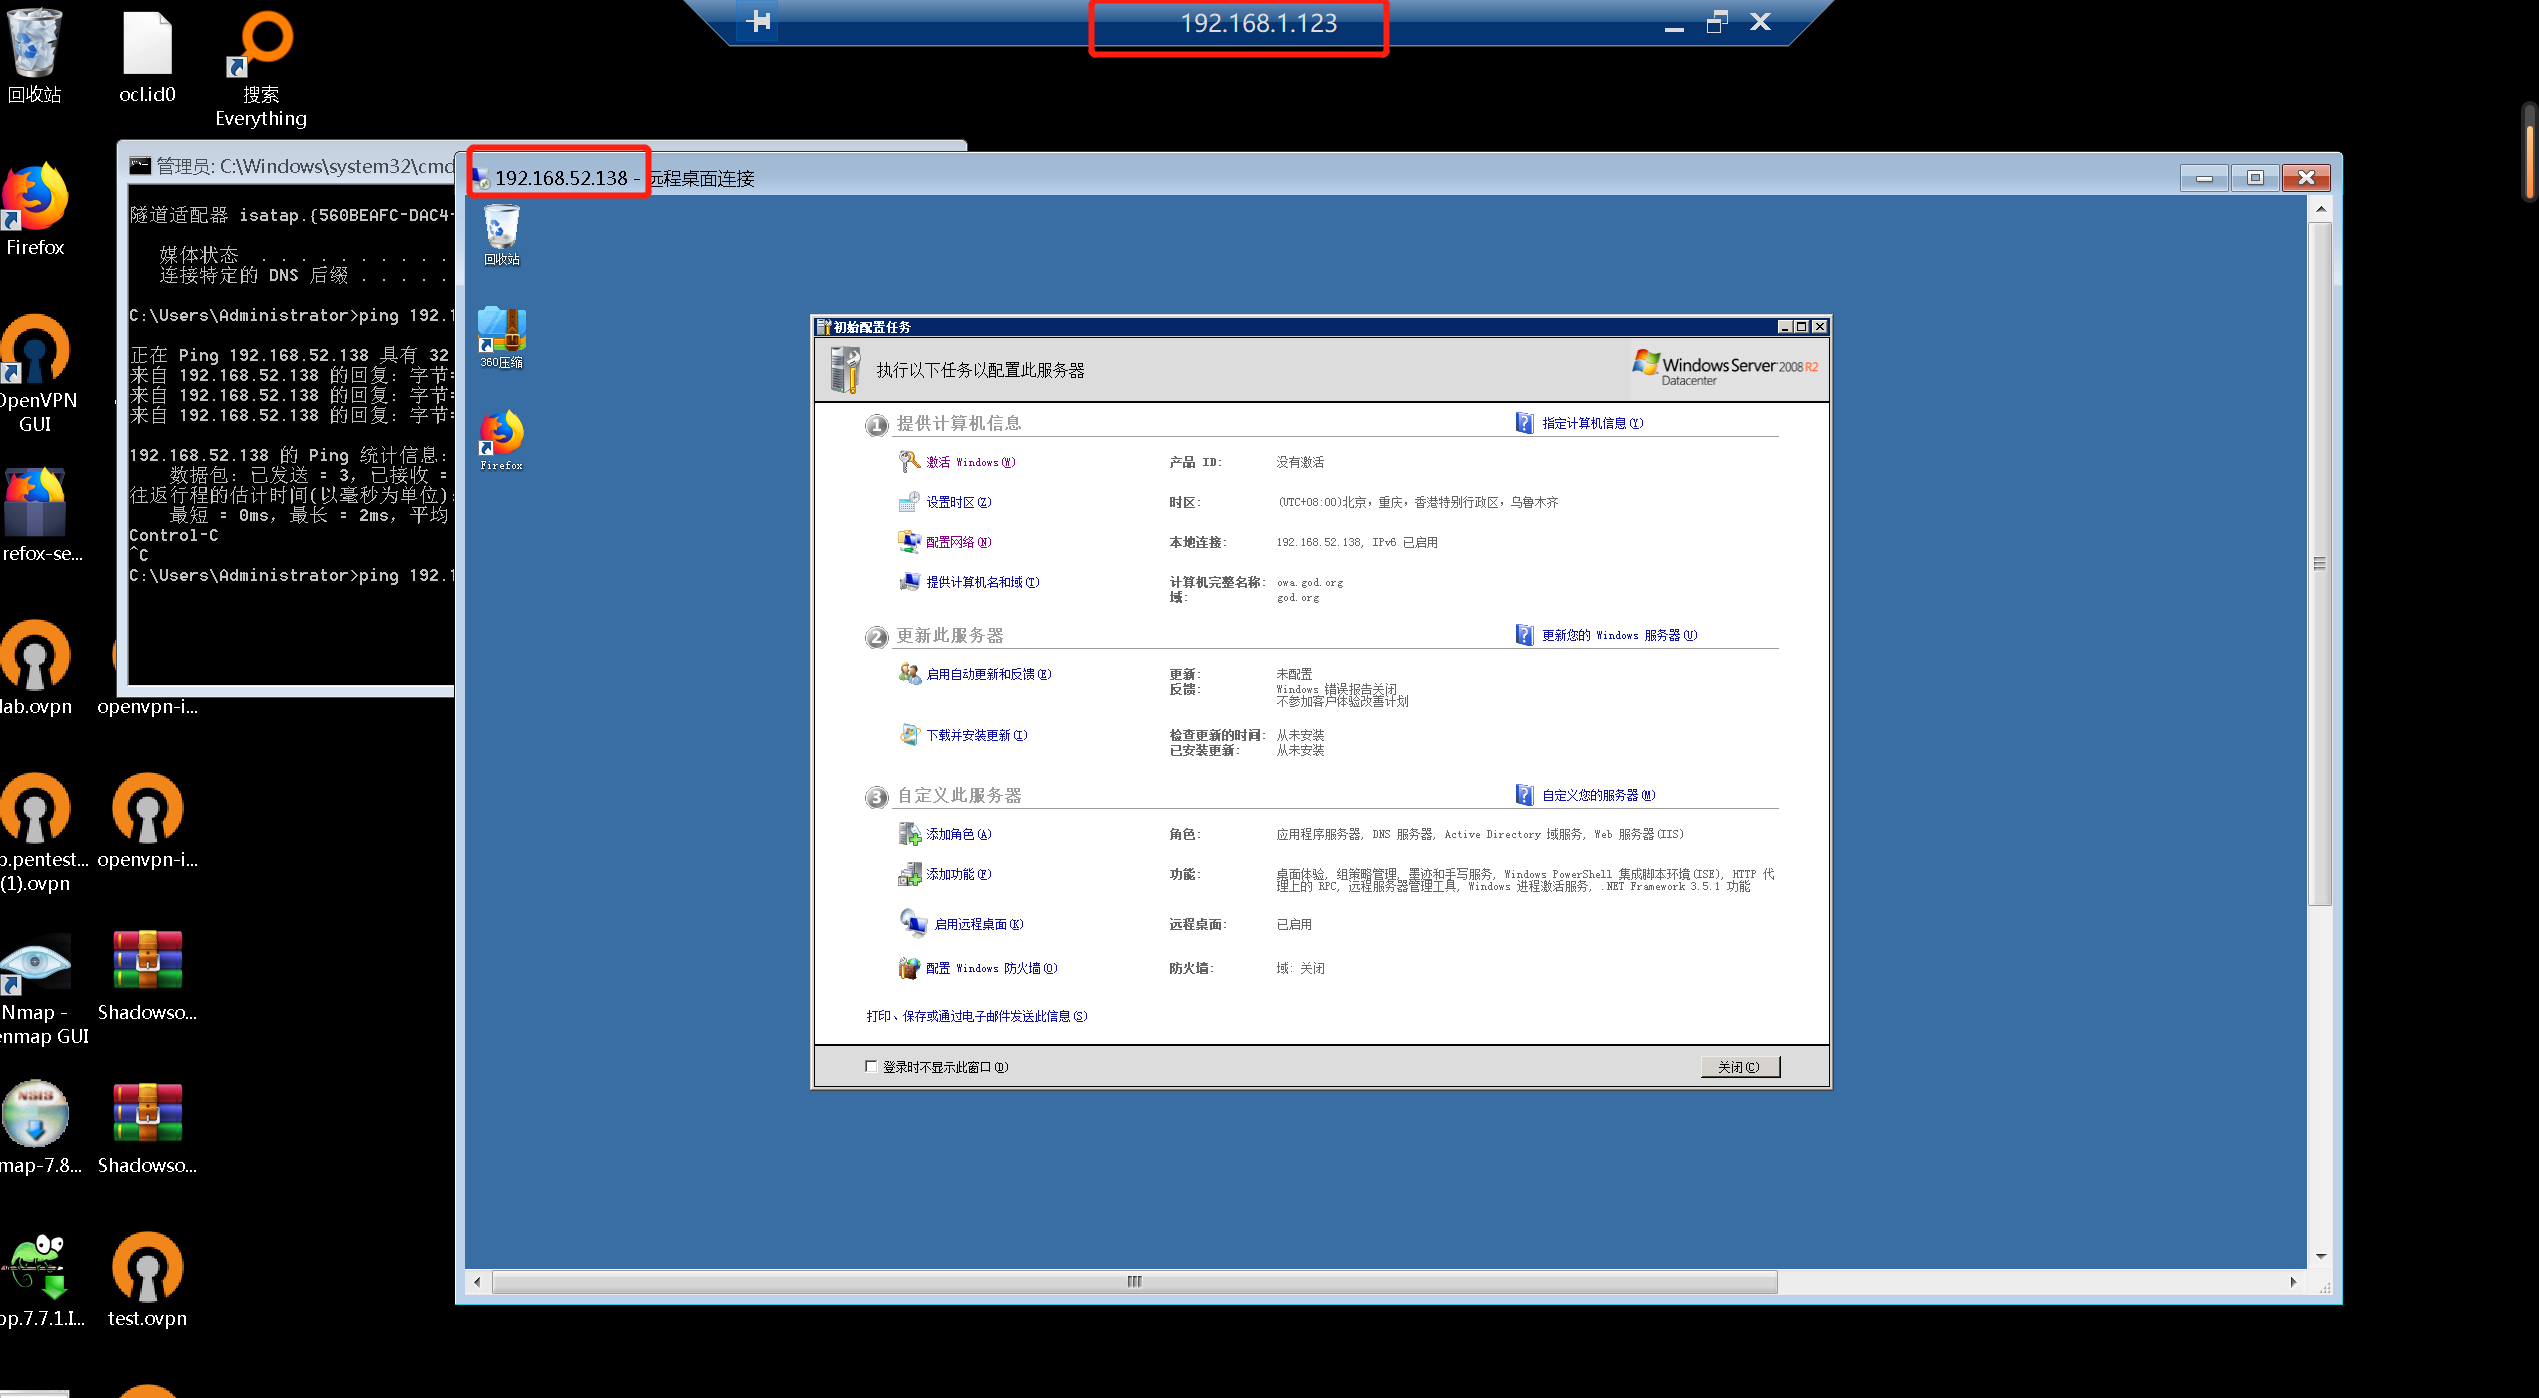 192.168.1.123
回收站
ocl.id0
搜索
Everything
Firefox
OpenVPN
GUI
refox-se...
lab.ovpn
openvpn-i...
p.pentest...
(1).ovpn
openvpn-i...
Nmap -
enmap GUI
Shadowso...
map-7.8...
Shadowso...
pp.7.7.1.I...
test.ovpn
管理员: C:\Windows\system32\cmd
隧道适配器 isatap.{560BEAFC-DAC4-
媒体状态 . . . . . . . . . .
连接特定的 DNS 后缀 . . . . .
C:\Users\Administrator>ping 192.1
正在 Ping 192.168.52.138 具有 32
来自 192.168.52.138 的回复: 字节=
来自 192.168.52.138 的回复: 字节=
来自 192.168.52.138 的回复: 字节=
192.168.52.138 的 Ping 统计信息:
数据包: 已发送 = 3, 已接收 =
往返行程的估计时间(以毫秒为单位):
最短 = 0ms, 最长 = 2ms, 平均
Control-C
^C
C:\Users\Administrator>ping 192.1
192.168.52.138 - 远程桌面连接
回收站
360压缩
Firefox
初始配置任务
执行以下任务以配置此服务器
Windows Server 2008 R2
Datacenter
1 提供计算机信息
指定计算机信息(Y)
激活 Windows(W) 产品 ID: 没有激活
设置时区(Z) 时区: (UTC+08:00)北京，重庆，香港特别行政区，乌鲁木齐
配置网络(N) 本地连接: 192.168.52.138, IPv6 已启用
提供计算机名和域(T) 计算机完整名称: owa.god.org
域: god.org
2 更新此服务器
更新您的 Windows 服务器(U)
启用自动更新和反馈(E) 更新: 未配置
反馈: Windows 错误报告关闭
不参加客户体验改善计划
下载并安装更新(I) 检查更新的时间: 从未安装
已安装更新: 从未安装
3 自定义此服务器
自定义您的服务器(M)
添加角色(A) 角色: 应用程序服务器, DNS 服务器, Active Directory 域服务, Web 服务器(IIS)
添加功能(F) 功能: 桌面体验, 组策略管理, 墨迹和手写服务, Windows PowerShell 集成脚本环境(ISE), HTTP 代
理上的 RPC, 远程服务器管理工具, Windows 进程激活服务, .NET Framework 3.5.1 功能
启用远程桌面(K) 远程桌面: 已启用
配置 Windows 防火墙(O) 防火墙: 域: 关闭
打印、保存或通过电子邮件发送此信息(S)
登录时不显示此窗口(D)
关闭(C)
NSIS